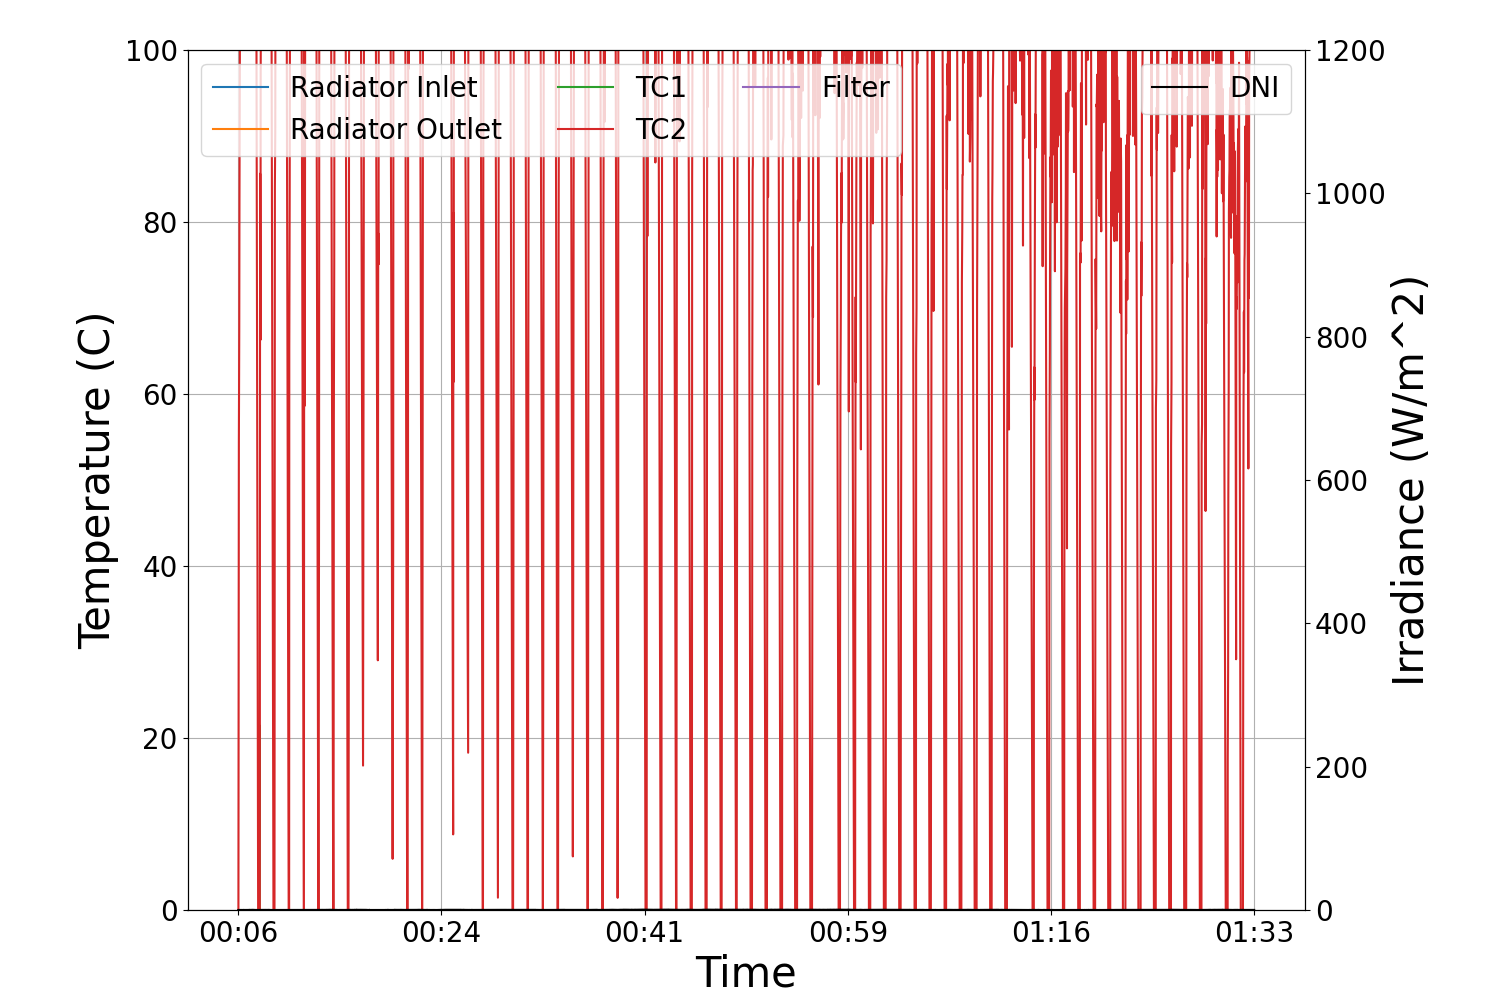 100
80
60
40
20
0
Temperature (C)
Radiator Inlet
Radiator Outlet
TC1
TC2
Filter
DNI
1200
1000
800
600
400
200
0
Irradiance (W/m^2)
00:06
00:24
00:41
00:59
01:16
01:33
Time